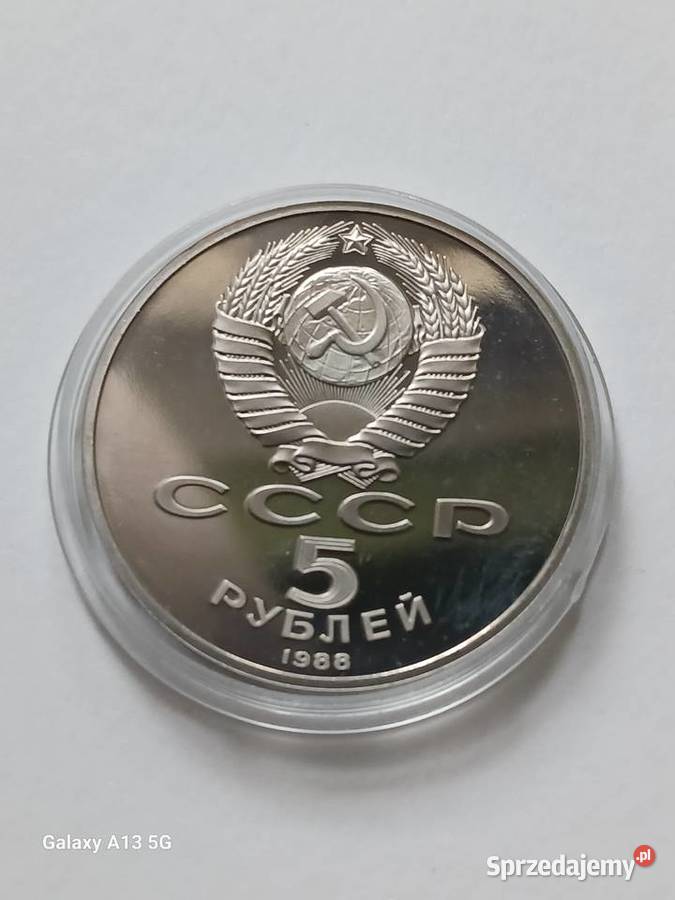 СССР
5
РУБЛЕЙ
1988
Galaxy A13 5G
Sprzedajemy.pl